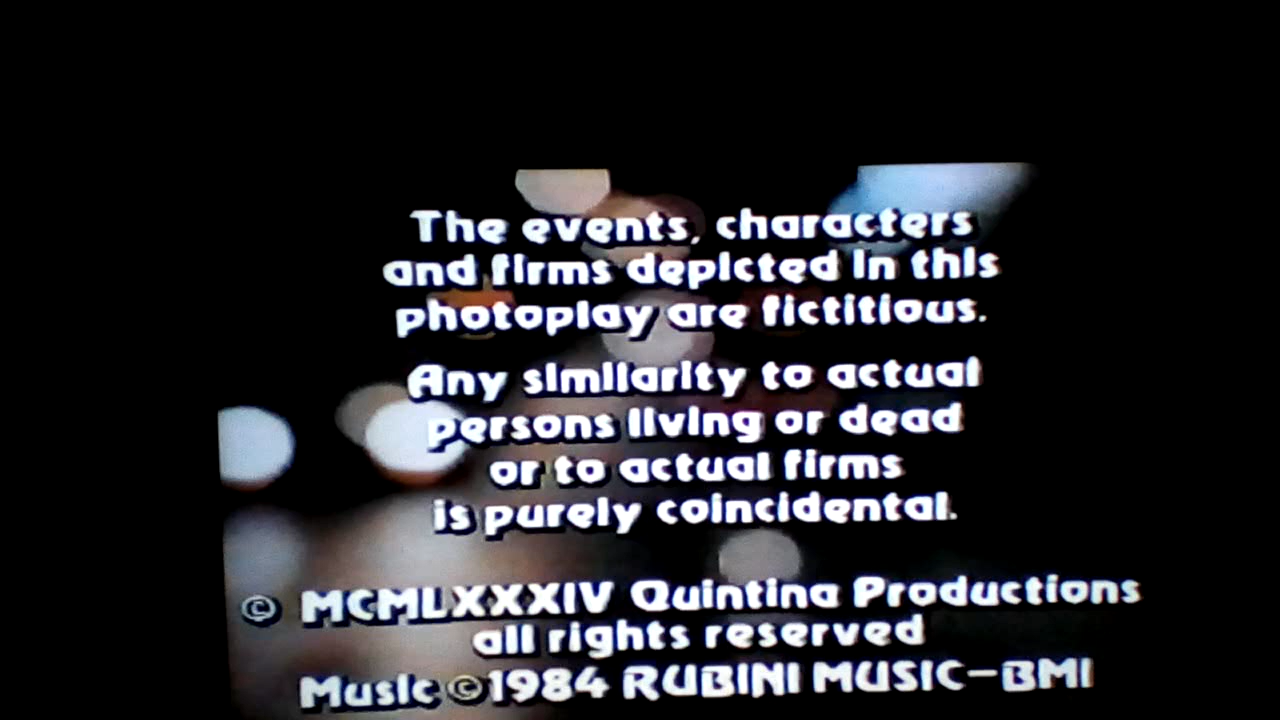 The events, characters
and firms depicted in this
photoplay are fictitious.
Any similarity to actual
persons living or dead
or to actual firms
is purely coincidental.
© MCMLXXXIV Quintina Productions
all rights reserved
Music © 1984 RUBINI MUSIC-BMI